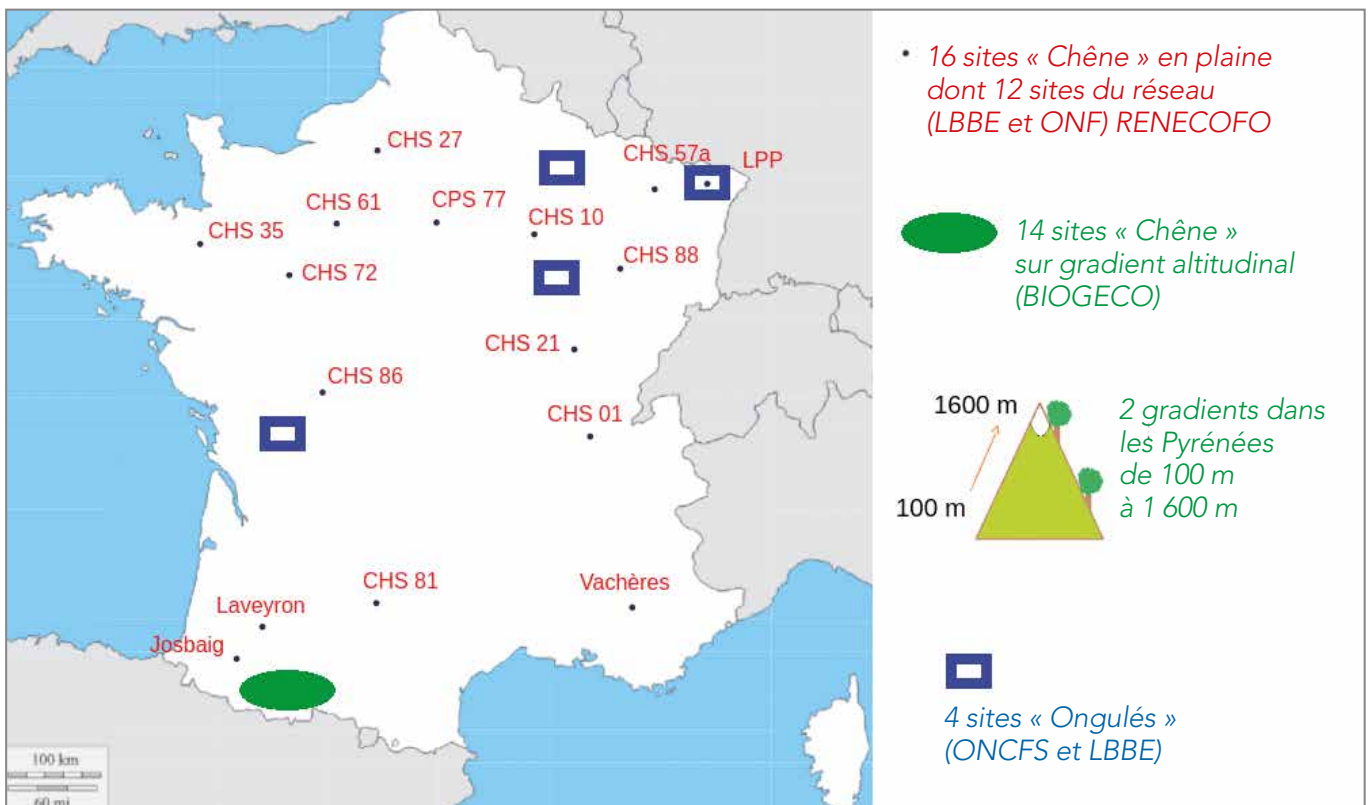 CHS 27
CHS 57a
LPP
CHS 61
CPS 77
CHS 10
CHS 35
CHS 72
CHS 88
CHS 21
CHS 86
CHS 01
CHS 81
Vachères
Laveyron
Josbaig
100 km
60 mi
• 16 sites « Chêne » en plaine
dont 12 sites du réseau
(LBBE et ONF) RENECOFO
14 sites « Chêne »
sur gradient altitudinal
(BIOGECO)
1600 m
100 m
2 gradients dans
les Pyrénées
de 100 m
à 1 600 m
4 sites « Ongulés »
(ONCFS et LBBE)